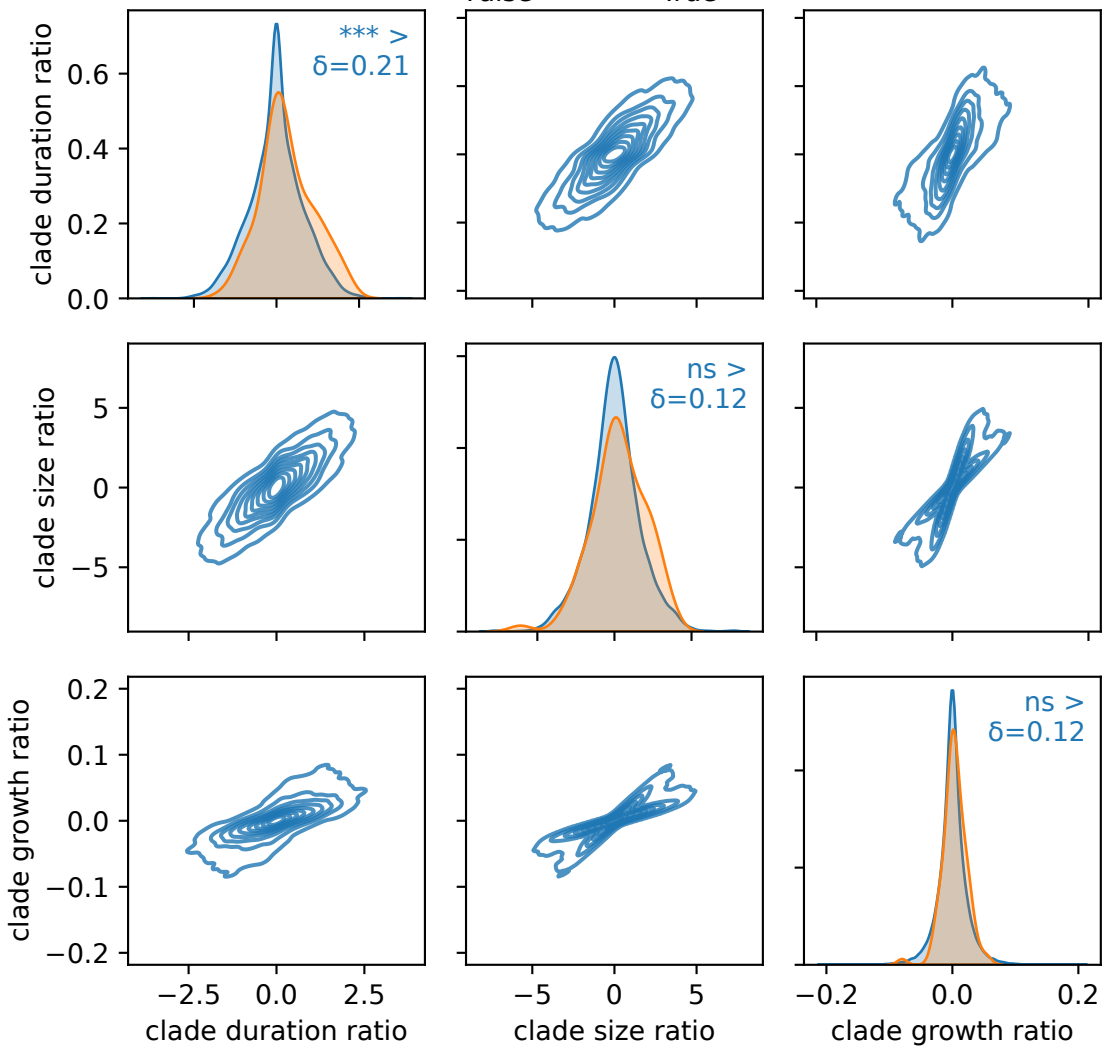 clade duration ratio
0.6
0.4
0.2
0.0
*** >
δ=0.21
clade size ratio
5
0
−5
ns >
δ=0.12
clade growth ratio
0.2
0.1
0.0
−0.1
−0.2
ns >
δ=0.12
−2.5 0.0 2.5
−5 0 5
−0.2 0.0 0.2
clade duration ratio
clade size ratio
clade growth ratio